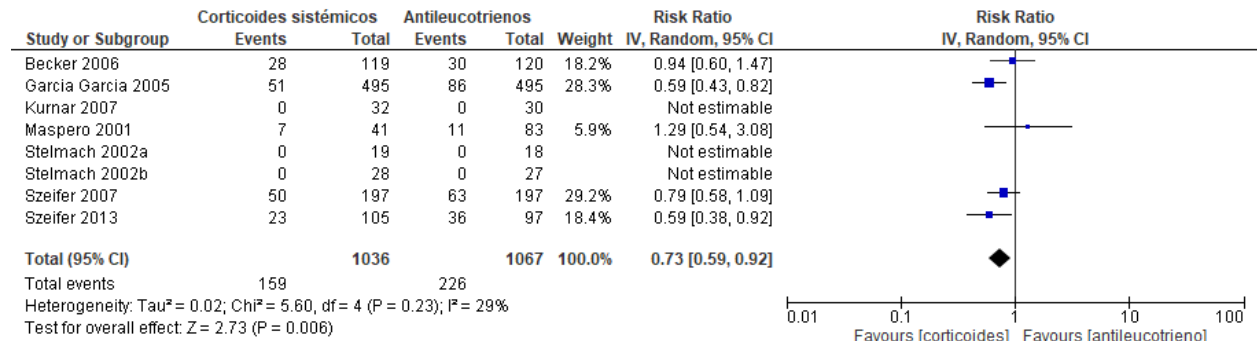 Corticoides sistémicos Antileucotrienos Risk Ratio Risk Ratio
Study or Subgroup Events Total Events Total Weight IV, Random, 95% CI IV, Random, 95% CI
Becker 2006 28 119 30 120 18.2% 0.94 [0.60, 1.47]
Garcia Garcia 2005 51 495 86 495 28.3% 0.59 [0.43, 0.82]
Kurnar 2007 0 32 0 30 Not estimable
Maspero 2001 7 41 11 83 5.9% 1.29 [0.54, 3.08]
Stelmach 2002a 0 19 0 18 Not estimable
Stelmach 2002b 0 28 0 27 Not estimable
Szeifer 2007 50 197 63 197 29.2% 0.79 [0.58, 1.09]
Szeifer 2013 23 105 36 97 18.4% 0.59 [0.38, 0.92]
Total (95% CI) 1036 1067 100.0% 0.73 [0.59, 0.92]
Total events 159 226
Heterogeneity: Tau² = 0.02; Chi² = 5.60, df = 4 (P = 0.23); I² = 29%
Test for overall effect: Z = 2.73 (P = 0.006)
0.01 0.1 1 10 100
Favours [corticoides] Favours [antileucotrieno]